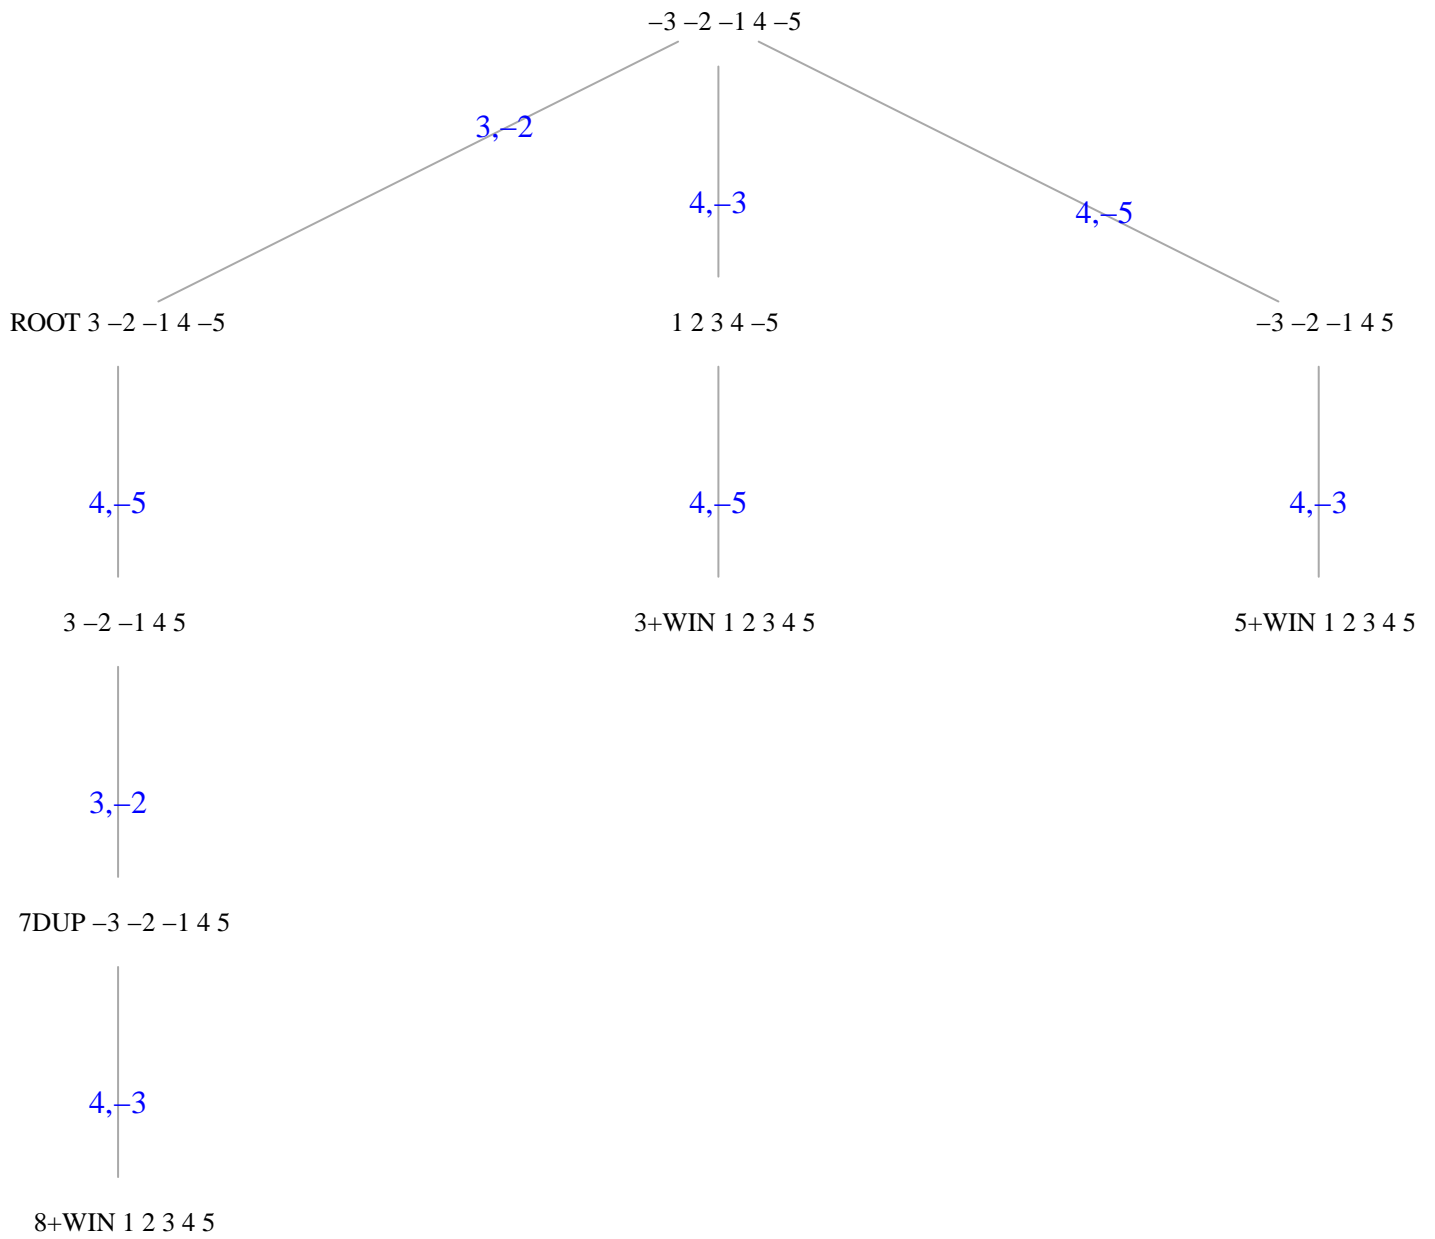 –3 –2 –1 4 –5
3,–2
4,–3
4,–5
ROOT 3 –2 –1 4 –5
1 2 3 4 –5
–3 –2 –1 4 5
4,–5
4,–5
4,–3
3 –2 –1 4 5
3+WIN 1 2 3 4 5
5+WIN 1 2 3 4 5
3,–2
7DUP –3 –2 –1 4 5
4,–3
8+WIN 1 2 3 4 5